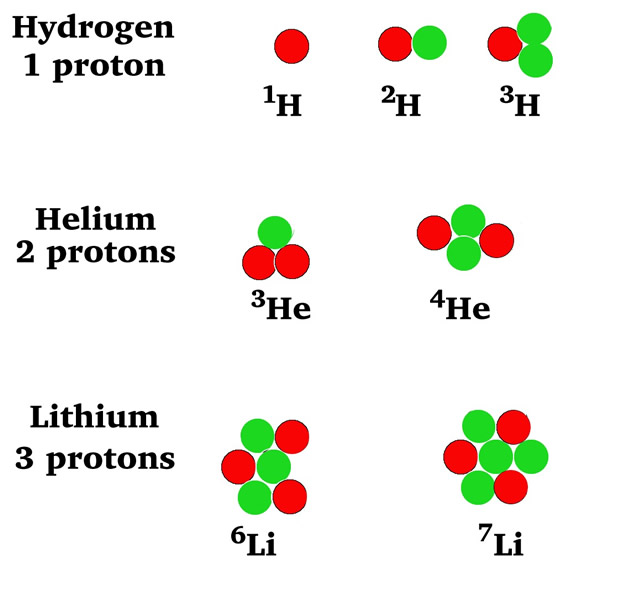 Hydrogen
1 proton
¹H ²H ³H
Helium
2 protons
³He ⁴He
Lithium
3 protons
⁶Li ⁷Li